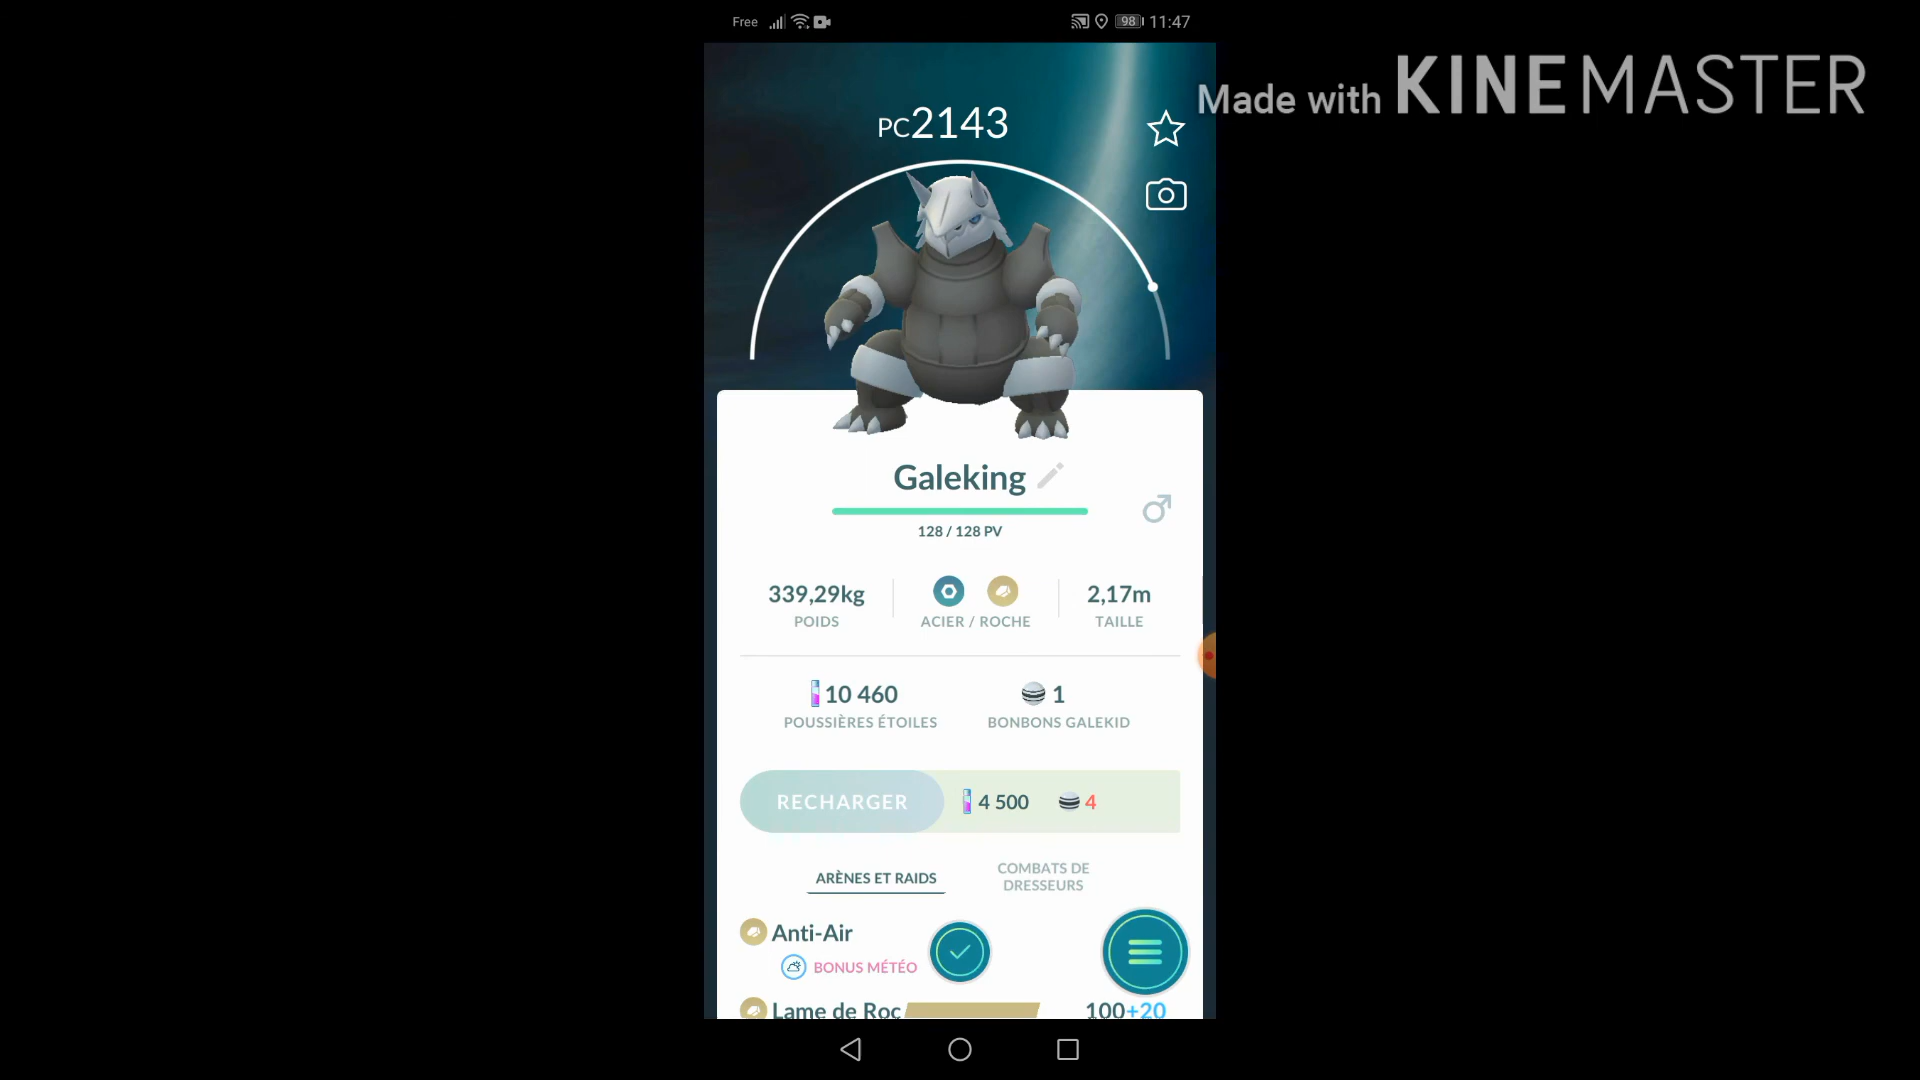 Free 98 11:47
Made with KINEMASTER
PC2143
Galeking
128 / 128 PV
339,29kg
POIDS
ACIER / ROCHE
2,17m
TAILLE
10 460
POUSSIÈRES ÉTOILES
1
BONBONS GALEKID
RECHARGER 4 500 4
ARÈNES ET RAIDS
COMBATS DE
DRESSEURS
Anti-Air
BONUS MÉTÉO
Lame de Roc 100+20